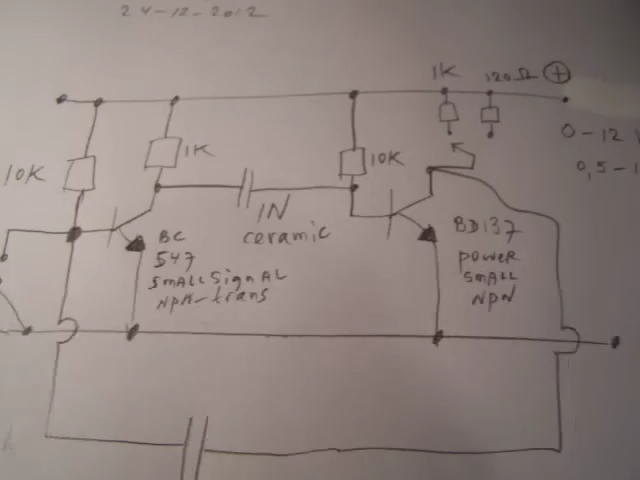 24-12-2012
1K
120Ω
+
0-12 V
0,5-1
10K
1K
10K
1N
ceramic
BC
547
SMALL SignAL
NPN-trans
BD137
power
SMALL
NPN